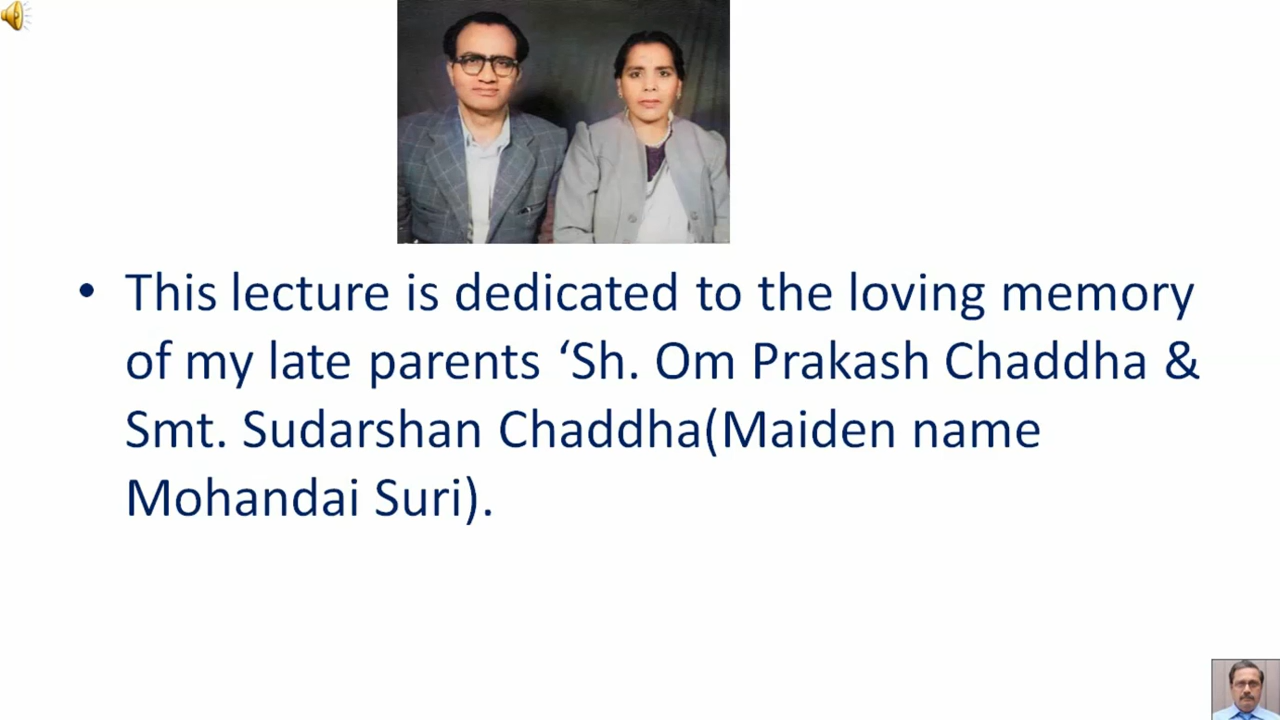 • This lecture is dedicated to the loving memory
of my late parents ‘Sh. Om Prakash Chaddha &
Smt. Sudarshan Chaddha(Maiden name
Mohandai Suri).